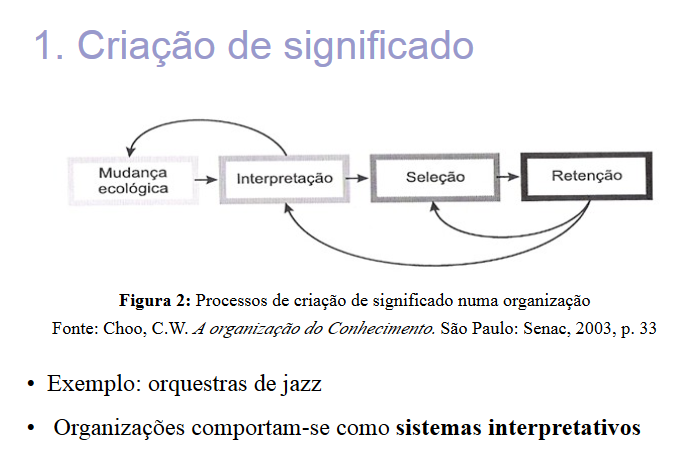 1. Criação de significado
Mudança
ecológica
Interpretação
Seleção
Retenção
Figura 2: Processos de criação de significado numa organização
Fonte: Choo, C.W. A organização do Conhecimento. São Paulo: Senac, 2003, p. 33
• Exemplo: orquestras de jazz
• Organizações comportam-se como sistemas interpretativos